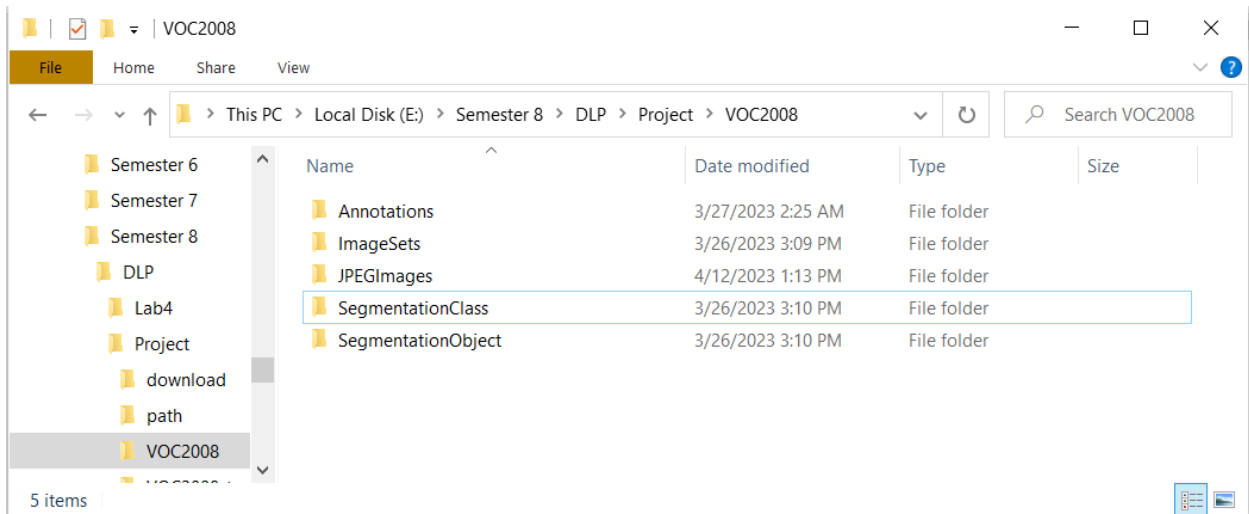 VOC2008
File Home Share View
This PC > Local Disk (E:) > Semester 8 > DLP > Project > VOC2008 Search VOC2008
Semester 6
Semester 7
Semester 8
DLP
Lab4
Project
download
path
VOC2008
Name Date modified Type Size
Annotations 3/27/2023 2:25 AM File folder
ImageSets 3/26/2023 3:09 PM File folder
JPEGImages 4/12/2023 1:13 PM File folder
SegmentationClass 3/26/2023 3:10 PM File folder
SegmentationObject 3/26/2023 3:10 PM File folder
5 items